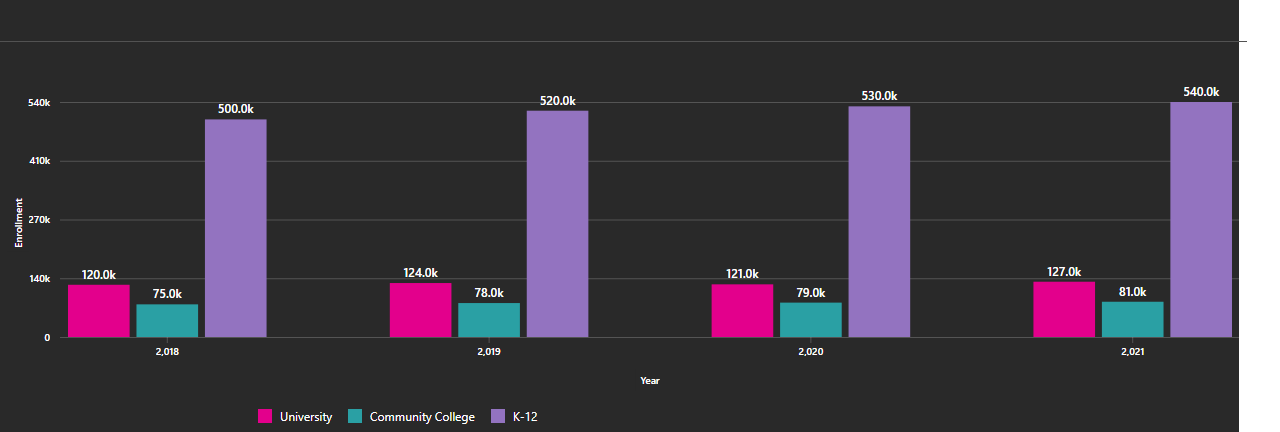 540k
410k
270k
140k
0
Enrollment
120.0k
75.0k
500.0k
124.0k
78.0k
520.0k
121.0k
79.0k
530.0k
127.0k
81.0k
540.0k
2,018
2,019
2,020
2,021
Year
University
Community College
K-12